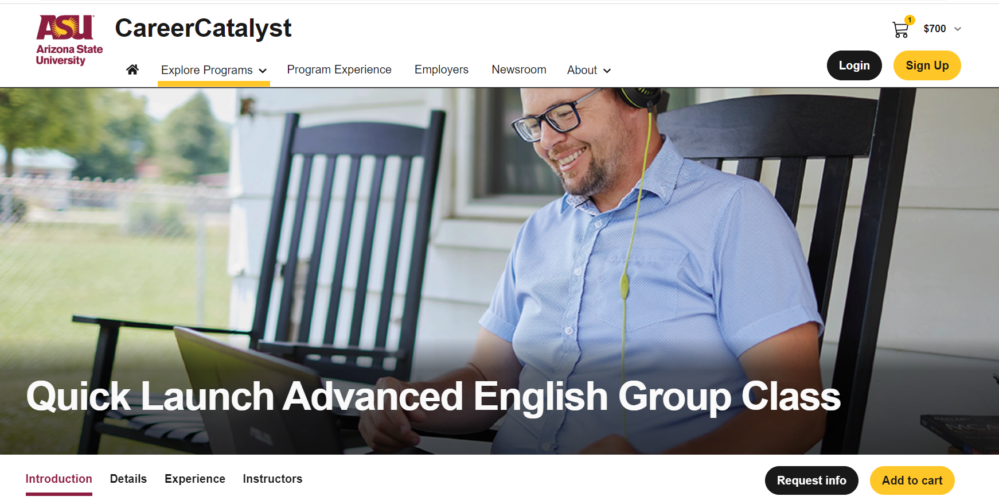 ASU
Arizona State
University
CareerCatalyst
1
$700
Explore Programs
Program Experience
Employers
Newsroom
About
Login
Sign Up
Quick Launch Advanced English Group Class
Introduction
Details
Experience
Instructors
Request info
Add to cart